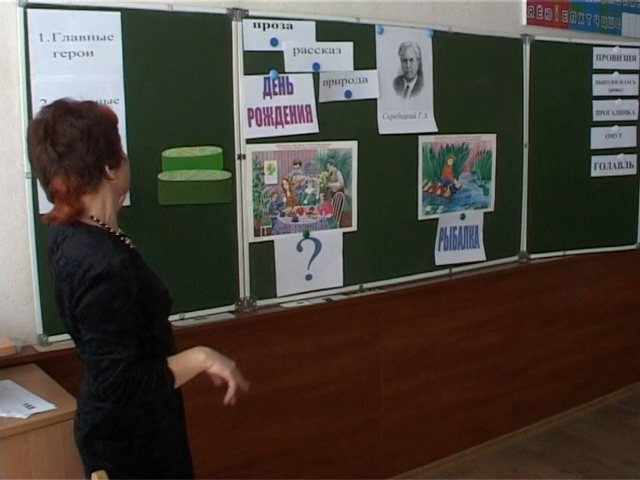 1.Главные
герои
проза
рассказ
природа
ДЕНЬ
РОЖДЕНИЯ
Скребицкий Г.А.
?
РЫБАЛКА
ПРОВИЗИЯ
ПРОГАЛИНКА
ОМУТ
ГОЛАВЛЬ